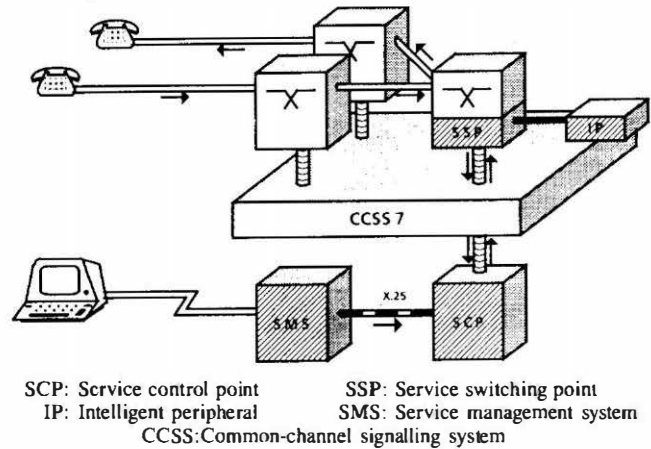 SSP
IP
CCSS 7
X.25
SMS
SCP
SCP: Service control point SSP: Service switching point
IP: Intelligent peripheral SMS: Service management system
CCSS:Common-channel signalling system